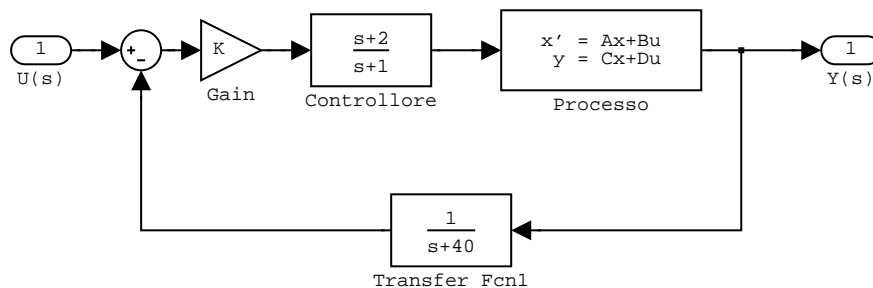 1
U(s)
+
-
K
Gain
s+2
s+1
Controllore
x' = Ax+Bu
y = Cx+Du
Processo
1
Y(s)
1
s+40
Transfer Fcn1